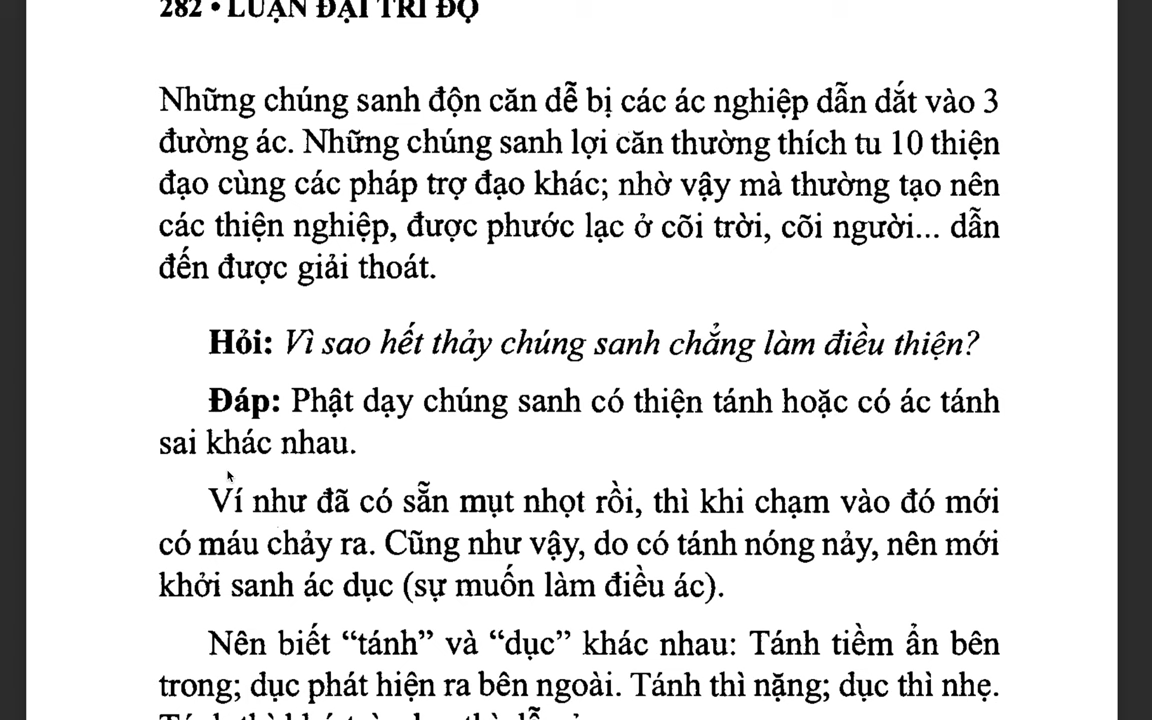 282 • LUẬN ĐẠI TRÍ ĐỘ
Những chúng sanh độn căn dễ bị các ác nghiệp dẫn dắt vào 3
đường ác. Những chúng sanh lợi căn thường thích tu 10 thiện
đạo cùng các pháp trợ đạo khác; nhờ vậy mà thường tạo nên
các thiện nghiệp, được phước lạc ở cõi trời, cõi người... dẫn
đến được giải thoát.
Hỏi: Vì sao hết thảy chúng sanh chẳng làm điều thiện?
Đáp: Phật dạy chúng sanh có thiện tánh hoặc có ác tánh
sai khác nhau.
Ví như đã có sẵn mụt nhọt rồi, thì khi chạm vào đó mới
có máu chảy ra. Cũng như vậy, do có tánh nóng nảy, nên mới
khởi sanh ác dục (sự muốn làm điều ác).
Nên biết “tánh” và “dục” khác nhau: Tánh tiềm ẩn bên
trong; dục phát hiện ra bên ngoài. Tánh thì nặng; dục thì nhẹ.